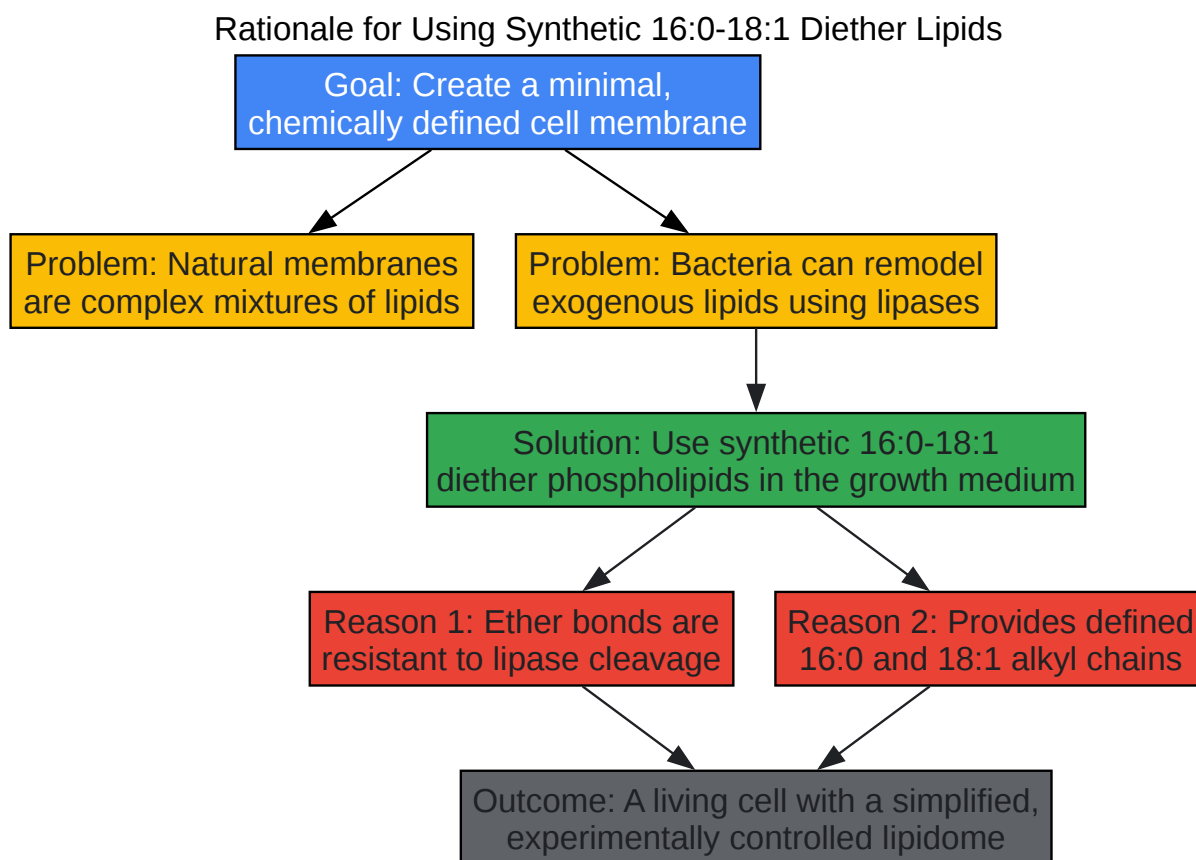 Rationale for Using Synthetic 16:0-18:1 Diether Lipids
Goal: Create a minimal,
chemically defined cell membrane
Problem: Natural membranes
are complex mixtures of lipids
Problem: Bacteria can remodel
exogenous lipids using lipases
Solution: Use synthetic 16:0-18:1
diether phospholipids in the growth medium
Reason 1: Ether bonds are
resistant to lipase cleavage
Reason 2: Provides defined
16:0 and 18:1 alkyl chains
Outcome: A living cell with a simplified,
experimentally controlled lipidome